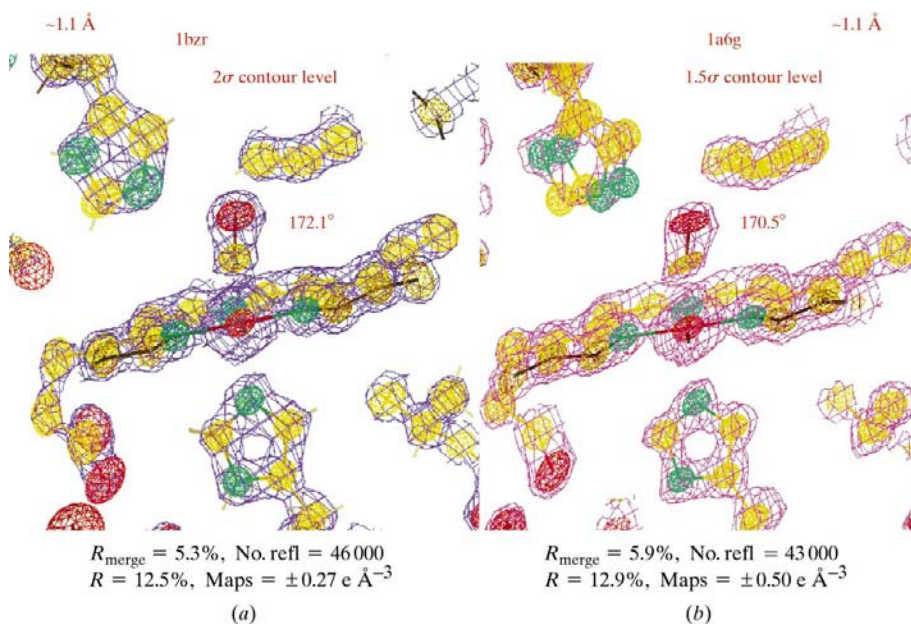 ~1.1 Å
1bzr
2σ contour level
172.1°
R_merge = 5.3%, No. refl = 46 000
R = 12.5%, Maps = ±0.27 e Å⁻³
(a)
~1.1 Å
1a6g
1.5σ contour level
170.5°
R_merge = 5.9%, No. refl = 43 000
R = 12.9%, Maps = ±0.50 e Å⁻³
(b)